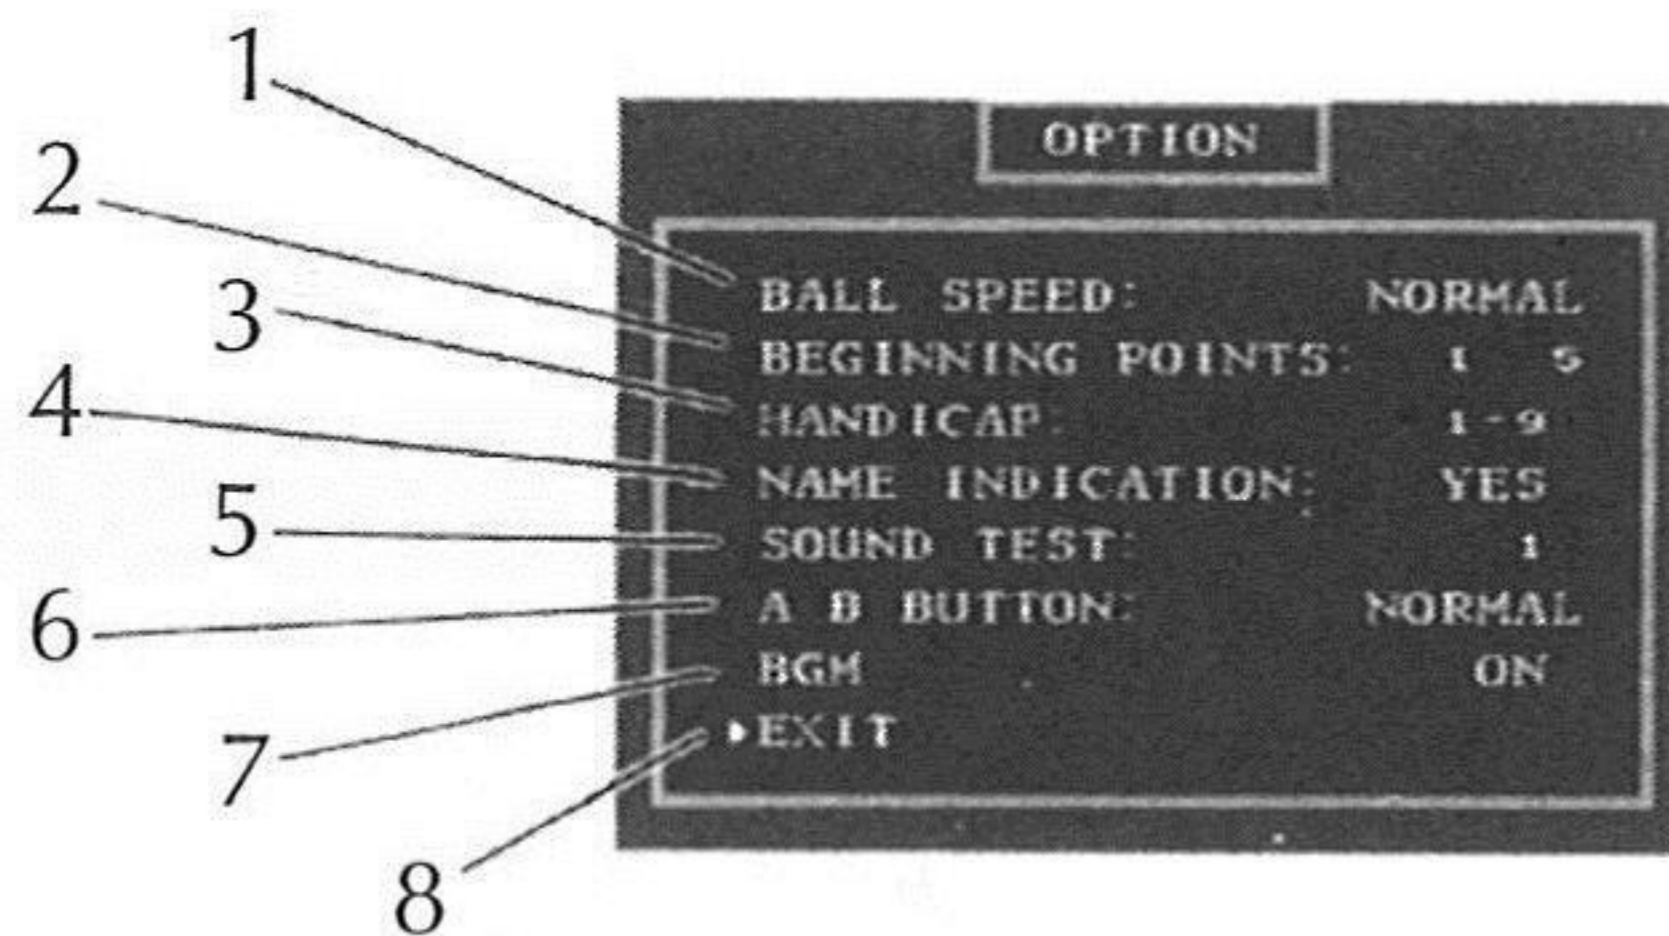 OPTION
1 BALL SPEED: NORMAL
2 BEGINNING POINTS: 1 5
3 HANDICAP: 1-9
4 NAME INDICATION: YES
5 SOUND TEST: 1
6 A B BUTTON: NORMAL
7 BGM ON
8 EXIT